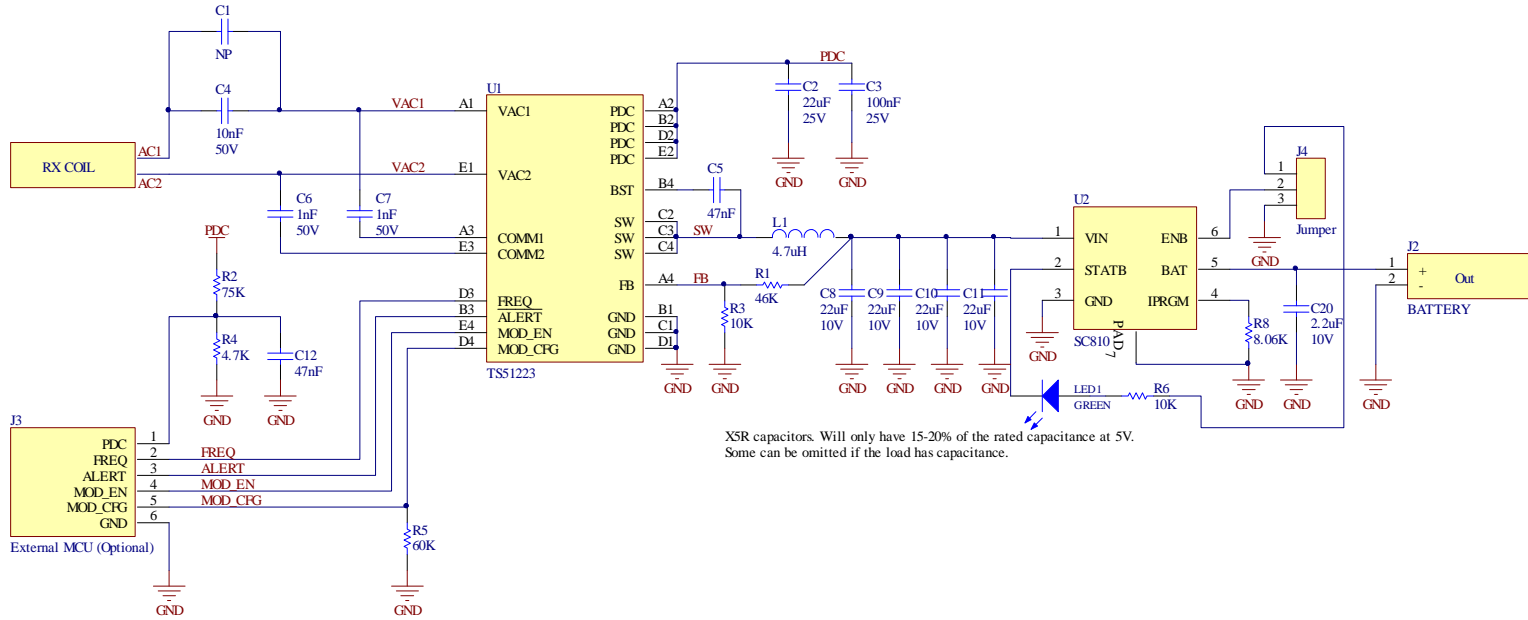 C1
NP
C4
10nF
50V
RX COIL
AC1
AC2
VAC1
VAC2
C6
1nF
50V
C7
1nF
50V
PDC
R2
75K
R4
4.7K
C12
47nF
GND
GND
U1
A1
VAC1
E1
VAC2
A3
COMM1
E3
COMM2
D3
FREQ
B3
ALERT
E4
MOD_EN
D4
MOD_CFG
TS51223
PDC
A2
PDC
B2
PDC
D2
PDC
E2
BST
B4
SW
C2
SW
C3
SW
C4
FB
A4
GND
B1
GND
C1
GND
D1
GND
PDC
C2
22uF
25V
C3
100nF
25V
GND
GND
C5
47nF
SW
L1
4.7uH
FB
R1
46K
R3
10K
GND
C8
22uF
10V
C9
22uF
10V
C10
22uF
10V
C11
22uF
10V
GND
GND
GND
GND
U2
1
VIN
2
STATB
3
GND
ENB
6
BAT
5
IPRGM
4
PAD
7
SC810
GND
J4
1
2
3
Jumper
GND
R8
8.06K
GND
C20
2.2uF
10V
GND
J2
1
2
+
-
Out
BATTERY
GND
LED1
GREEN
R6
10K
X5R capacitors. Will only have 15-20% of the rated capacitance at 5V.
Some can be omitted if the load has capacitance.
J3
PDC
1
FREQ
2
ALERT
3
MOD_EN
4
MOD_CFG
5
GND
6
External MCU (Optional)
FREQ
ALERT
MOD_EN
MOD_CFG
R5
60K
GND
GND